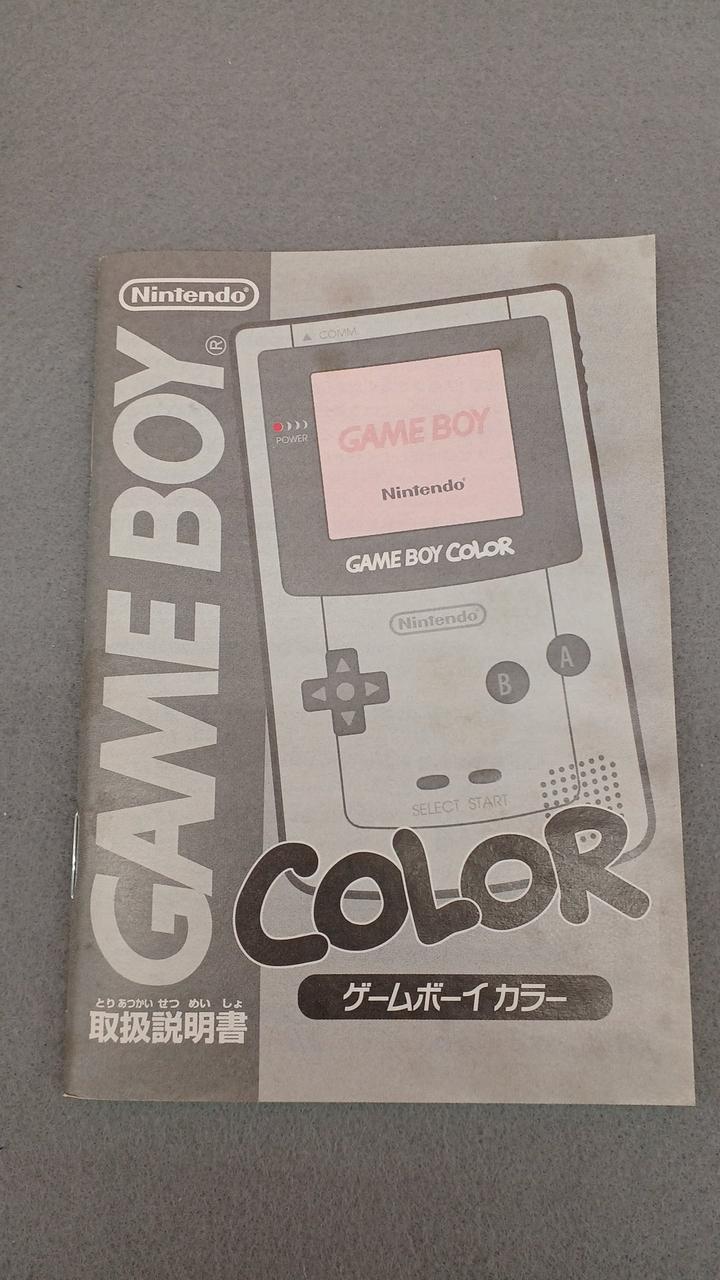 Nintendo®
GAME BOY®
▲ COMM.
POWER
GAME BOY
Nintendo®
GAME BOY COLOR
Nintendo
A
B
SELECT START
COLOR
ゲームボーイ カラー
とり あつかい せつ めい しょ
取扱説明書